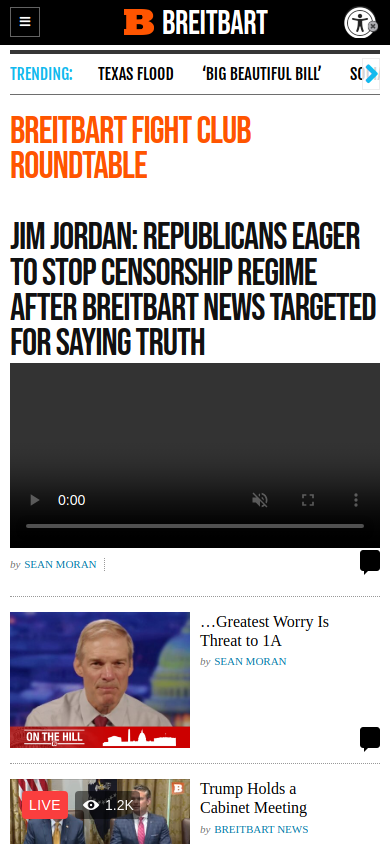 BREITBART
TRENDING:
TEXAS FLOOD
‘BIG BEAUTIFUL BILL’
BREITBART FIGHT CLUB
ROUNDTABLE
JIM JORDAN: REPUBLICANS EAGER
TO STOP CENSORSHIP REGIME
AFTER BREITBART NEWS TARGETED
FOR SAYING TRUTH
0:00
by SEAN MORAN
…Greatest Worry Is
Threat to 1A
by SEAN MORAN
ON THE HILL
LIVE
1.2K
Trump Holds a
Cabinet Meeting
by BREITBART NEWS